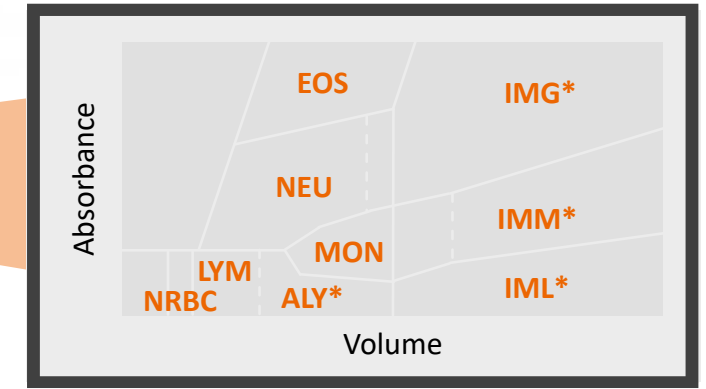 EOS
IMG*
Absorbance
NEU
IMM*
MON
LYM
IML*
ALY*
NRBC
Volume